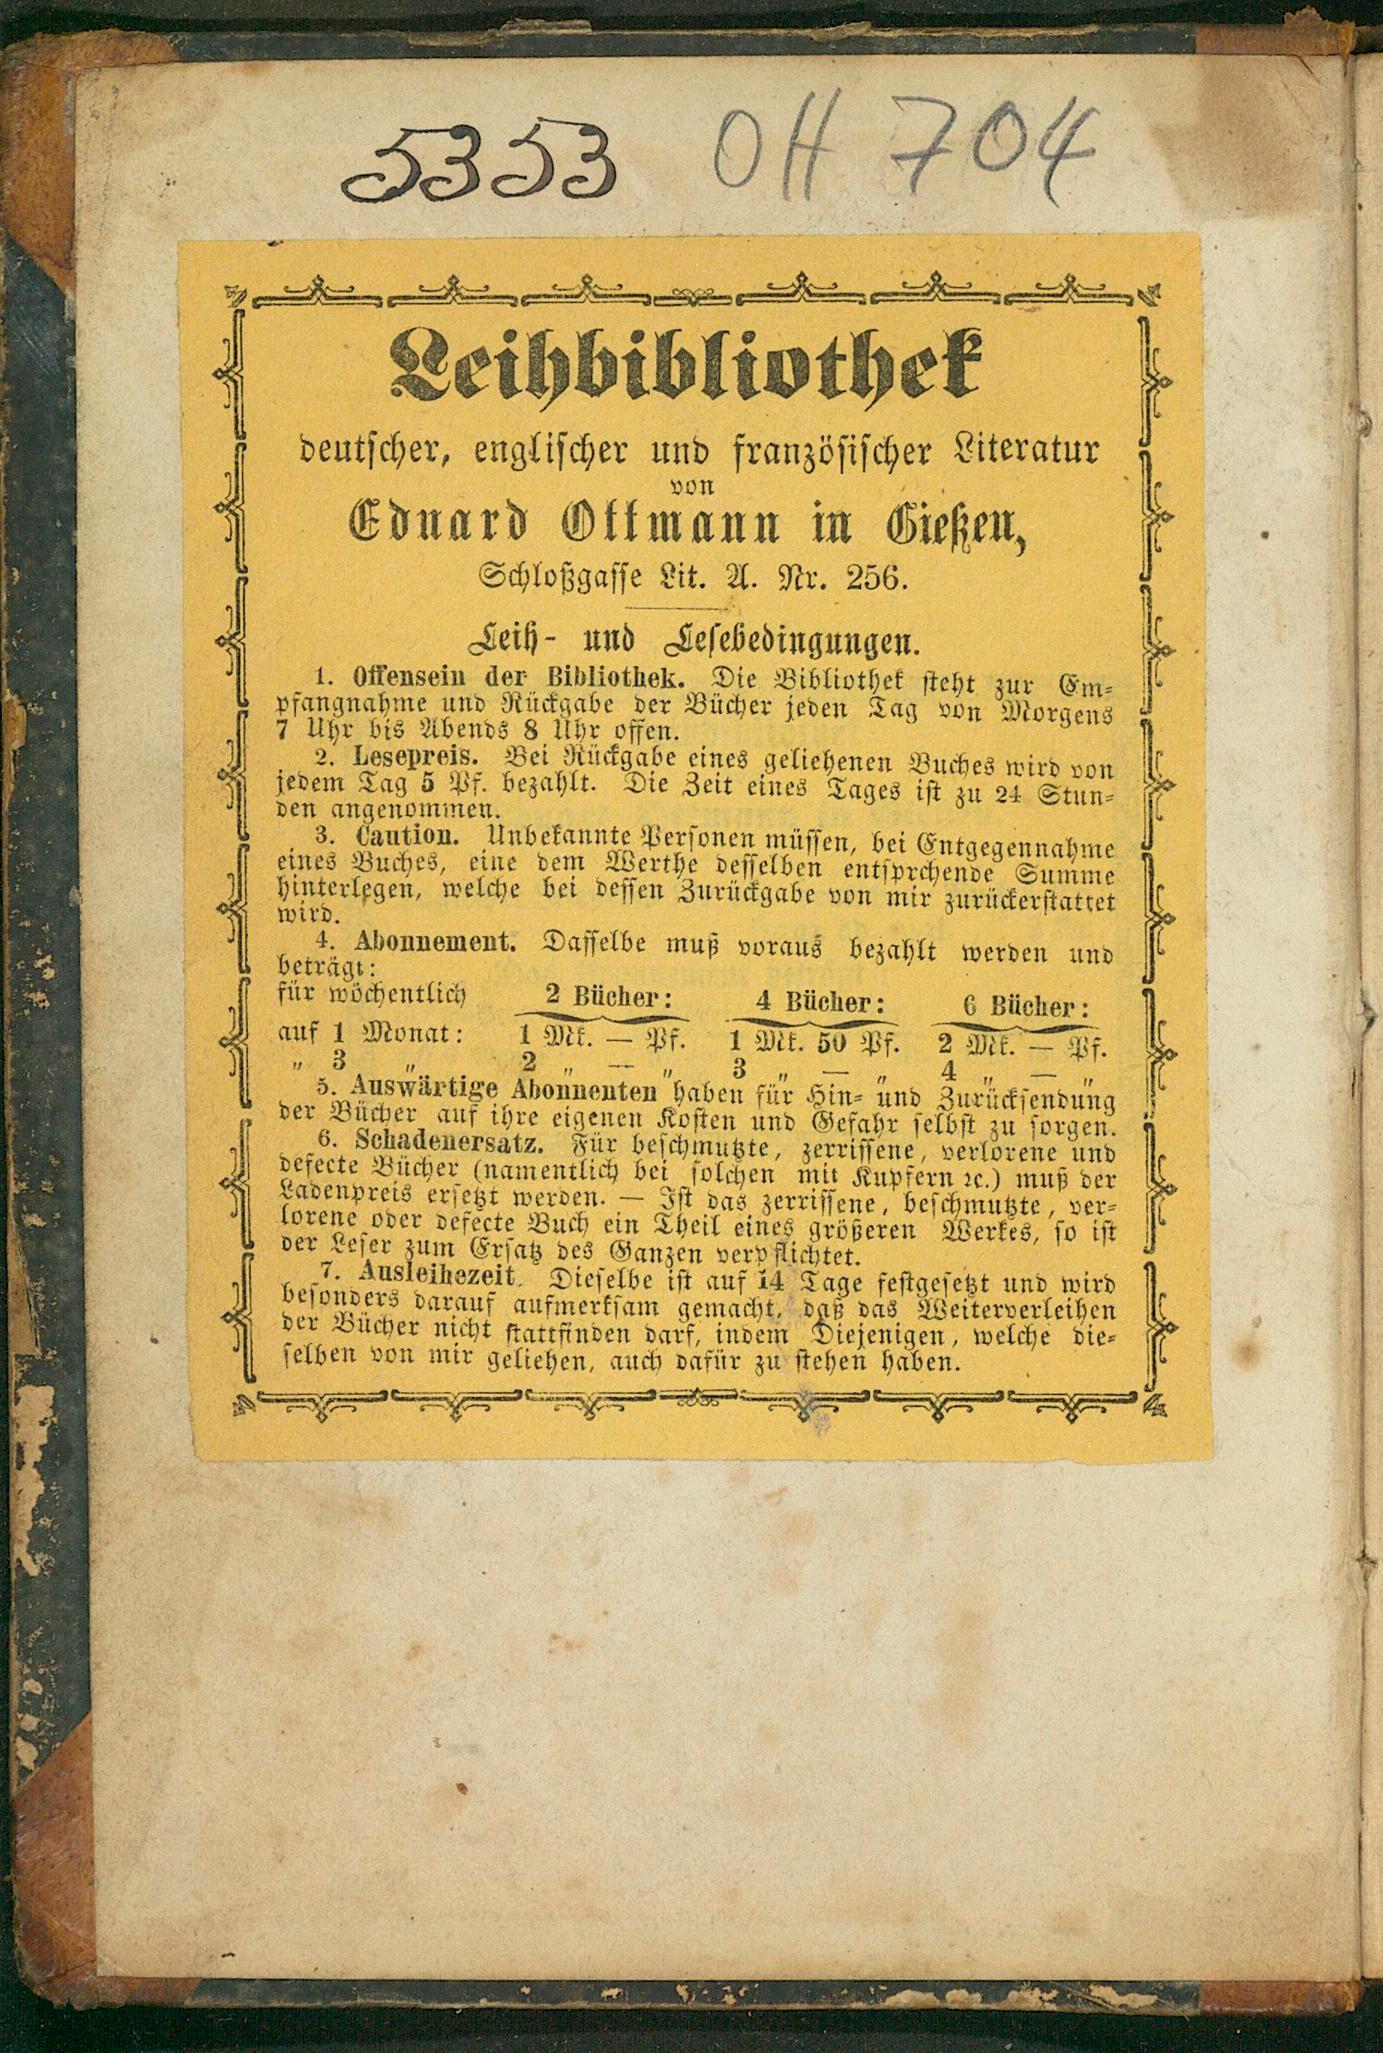 5353 OH 704
Leihbibliothek
deutscher, englischer und französischer Literatur
von
Eduard Ottmann in Gießen,
Schloßgasse Lit. A. Nr. 256.
Leih- und Lesebedingungen.
1. Offensein der Bibliothek. Die Bibliothek steht zur Em-
pfangnahme und Rückgabe der Bücher jeden Tag von Morgens
7 Uhr bis Abends 8 Uhr offen.
2. Lesepreis. Bei Rückgabe eines geliehenen Buches wird von
jedem Tag 5 Pf. bezahlt. Die Zeit eines Tages ist zu 24 Stun-
den angenommen.
3. Caution. Unbekannte Personen müssen, bei Entgegennahme
eines Buches, eine dem Werthe desselben entsprchende Summe
hinterlegen, welche bei dessen Zurückgabe von mir zurückerstattet
wird.
4. Abonnement. Dasselbe muß voraus bezahlt werden und
beträgt:
für wöchentlich 2 Bücher: 4 Bücher: 6 Bücher:
auf 1 Monat: 1 Mk. — Pf. 1 Mk. 50 Pf. 2 Mk. — Pf.
„ 3 „ 2 „ — „ 3 „ — „ 4 „ — „
5. Auswärtige Abonnenten haben für Hin- und Zurücksendung
der Bücher auf ihre eigenen Kosten und Gefahr selbst zu sorgen.
6. Schadenersatz. Für beschmutzte, zerrissene, verlorene und
defecte Bücher (namentlich bei solchen mit Kupfern ꝛc.) muß der
Ladenpreis ersetzt werden. — Ist das zerrissene, beschmutzte, ver-
lorene oder defecte Buch ein Theil eines größeren Werkes, so ist
der Leser zum Ersatz des Ganzen verpflichtet.
7. Ausleihezeit. Dieselbe ist auf 14 Tage festgesetzt und wird
besonders darauf aufmerksam gemacht, daß das Weiterverleihen
der Bücher nicht stattfinden darf, indem Diejenigen, welche die-
selben von mir geliehen, auch dafür zu stehen haben.